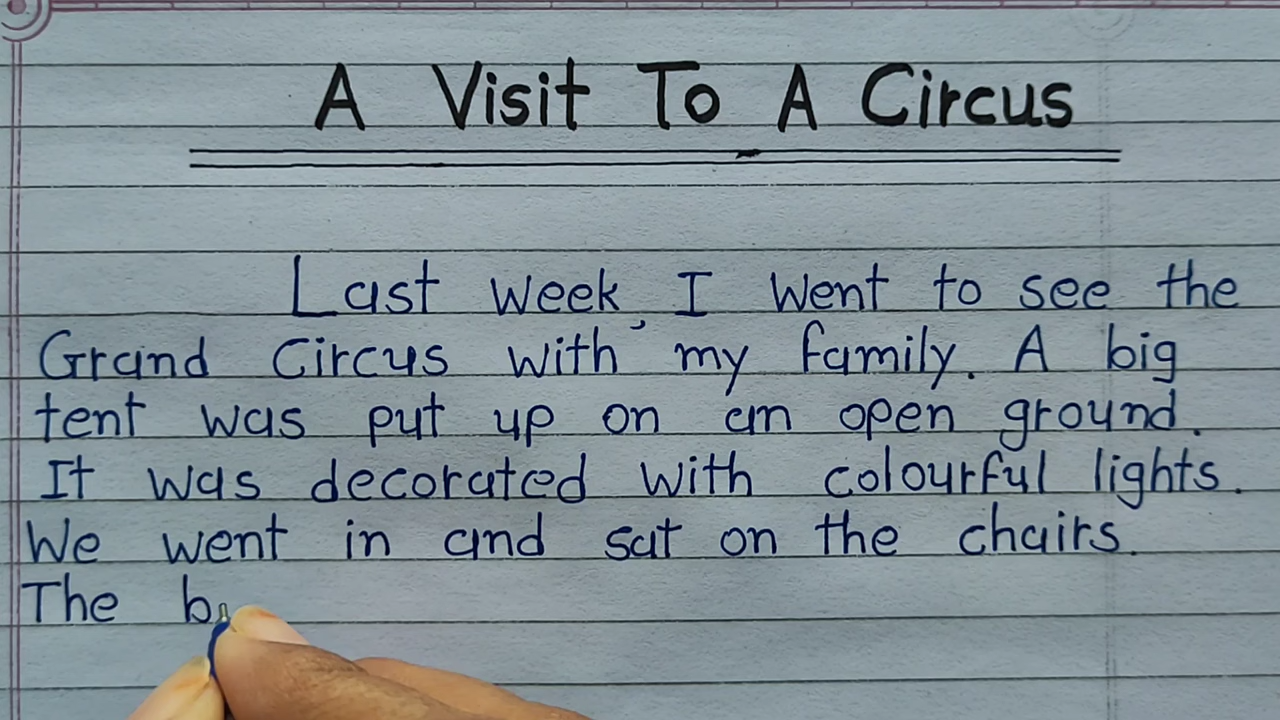 A Visit To A Circus
Last week, I went to see the
Grand Circus with my family. A big
tent was put up on an open ground.
It was decorated with colourful lights.
We went in and sat on the chairs.
The